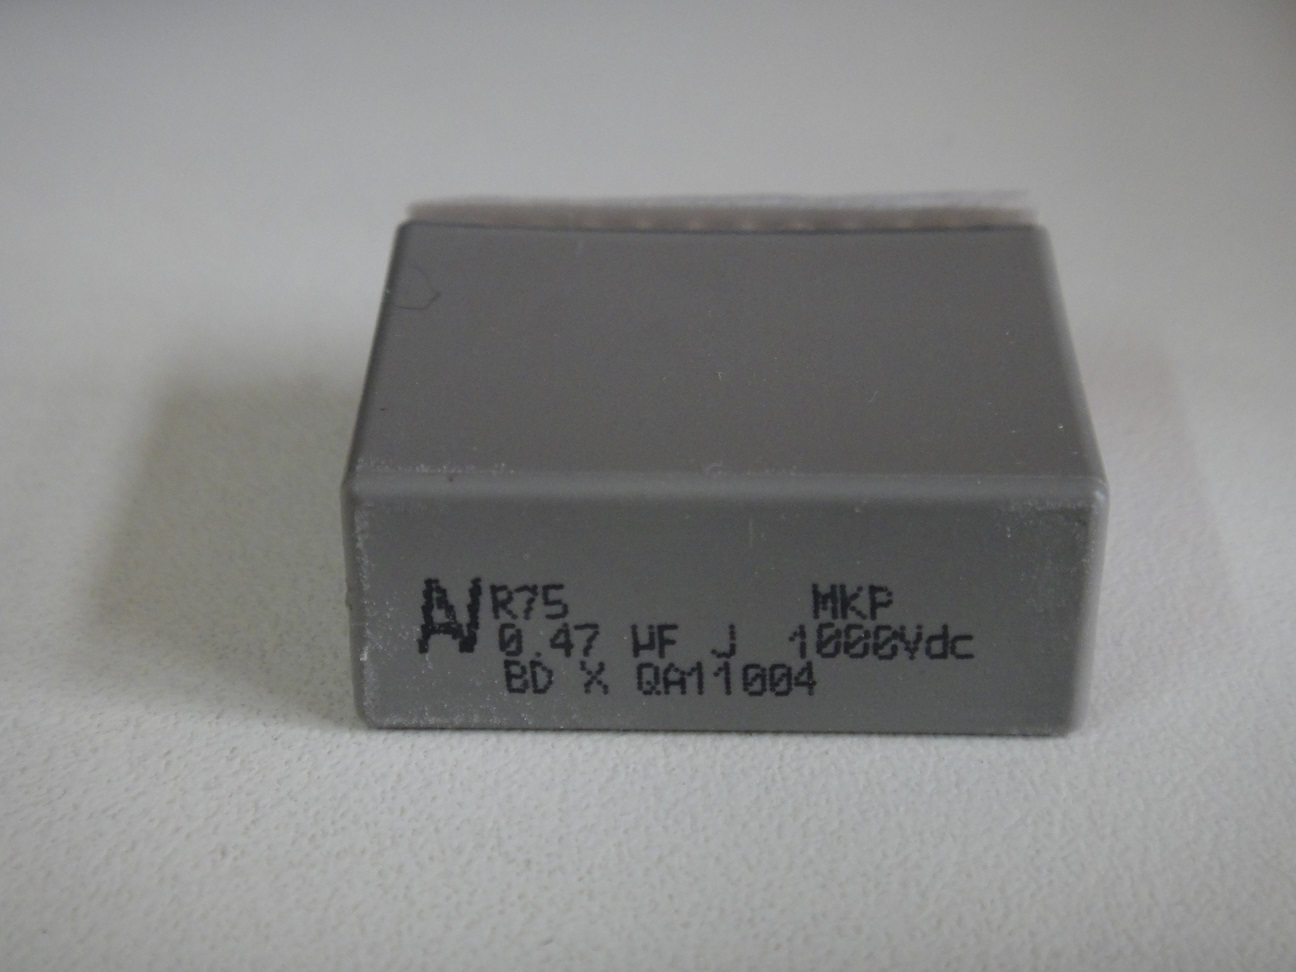 R75 MKP
0.47 µF J 1000Vdc
BD X QA11004